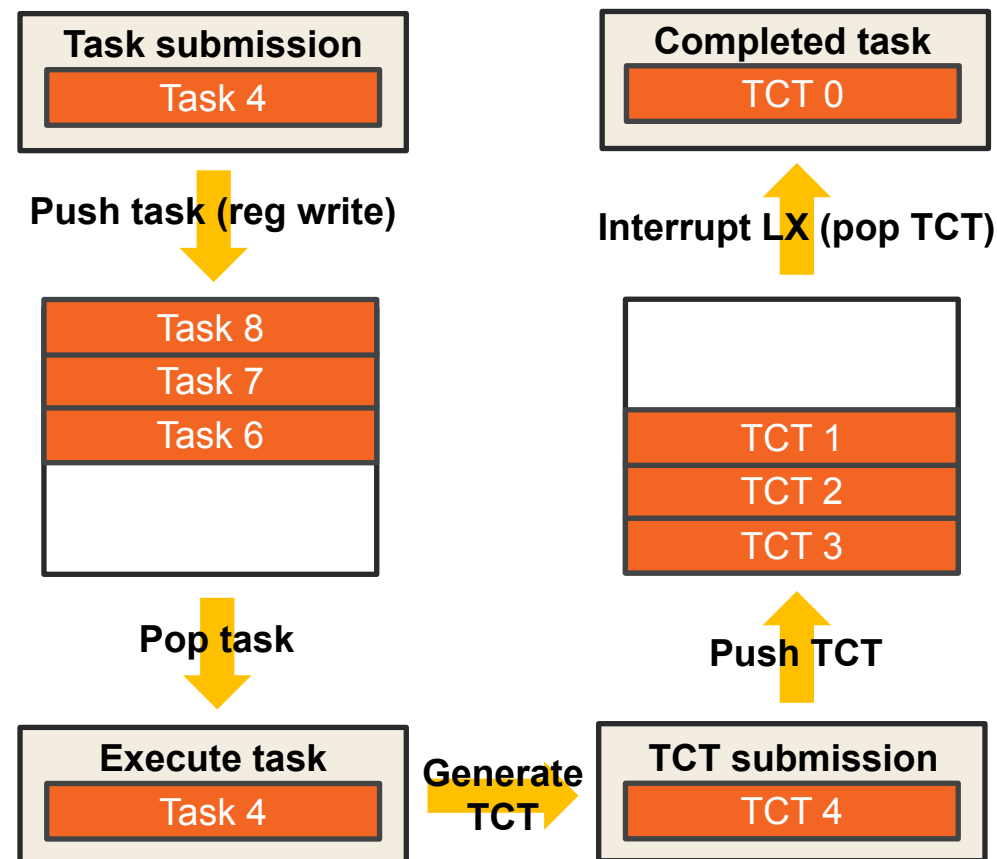 Task submission
Task 4
Push task (reg write)
Task 8
Task 7
Task 6
Pop task
Execute task
Task 4
Generate
TCT
TCT submission
TCT 4
Push TCT
TCT 1
TCT 2
TCT 3
Interrupt LX (pop TCT)
Completed task
TCT 0